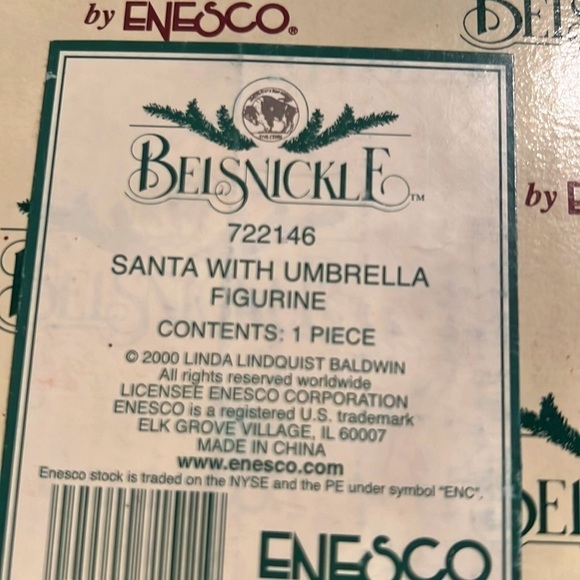 by ENESCO®
BELSNICKLE™
722146
SANTA WITH UMBRELLA
FIGURINE
CONTENTS: 1 PIECE
© 2000 LINDA LINDQUIST BALDWIN
All rights reserved worldwide
LICENSEE ENESCO CORPORATION
ENESCO is a registered U.S. trademark
ELK GROVE VILLAGE, IL 60007
MADE IN CHINA
www.enesco.com
Enesco stock is traded on the NYSE and the PE under symbol "ENC".
ENESCO
by